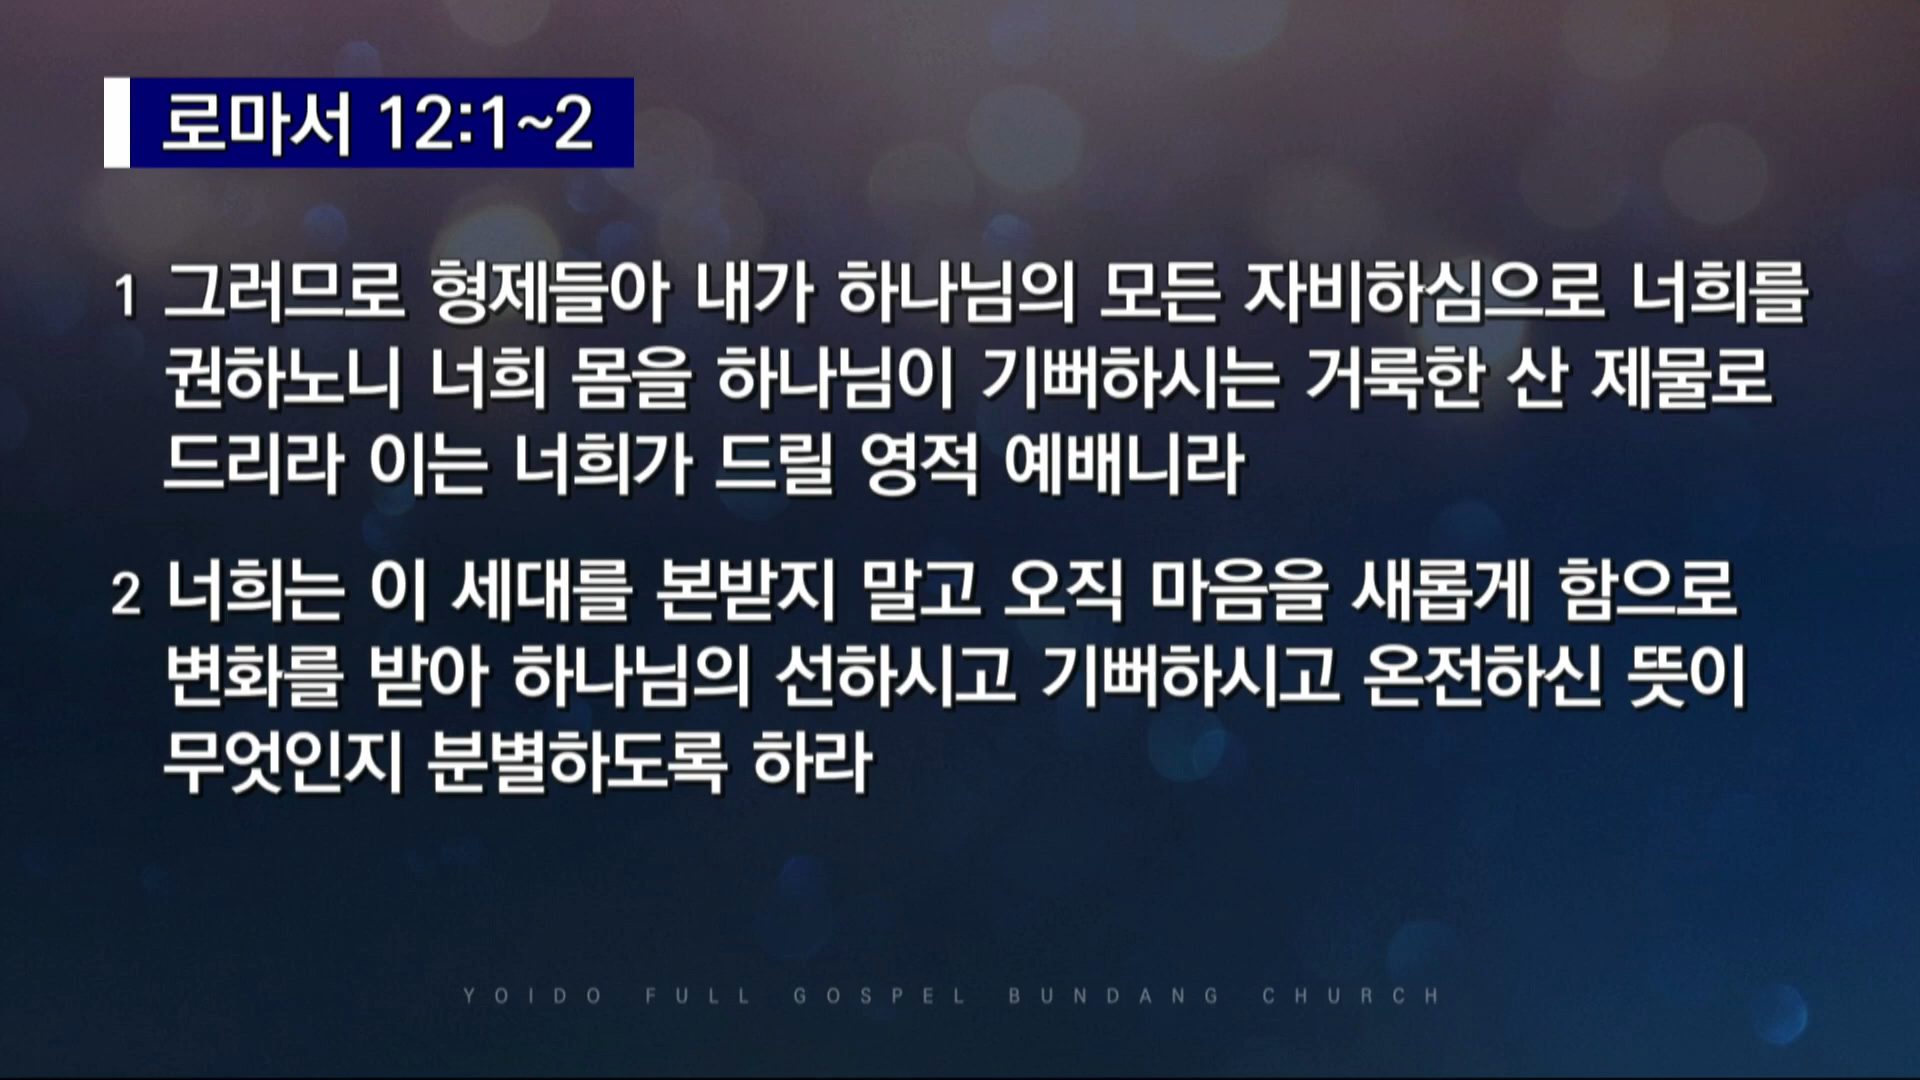 로마서 12:1~2
1 그러므로 형제들아 내가 하나님의 모든 자비하심으로 너희를
권하노니 너희 몸을 하나님이 기뻐하시는 거룩한 산 제물로
드리라 이는 너희가 드릴 영적 예배니라
2 너희는 이 세대를 본받지 말고 오직 마음을 새롭게 함으로
변화를 받아 하나님의 선하시고 기뻐하시고 온전하신 뜻이
무엇인지 분별하도록 하라
YOIDO FULL GOSPEL BUNDANG CHURCH